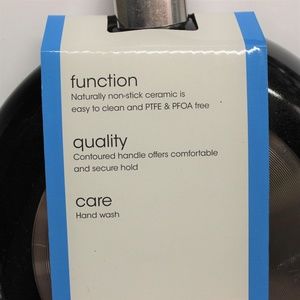 function
Naturally non-stick ceramic is
easy to clean and PTFE & PFOA free
quality
Contoured handle offers comfortable
and secure hold
care
Hand wash